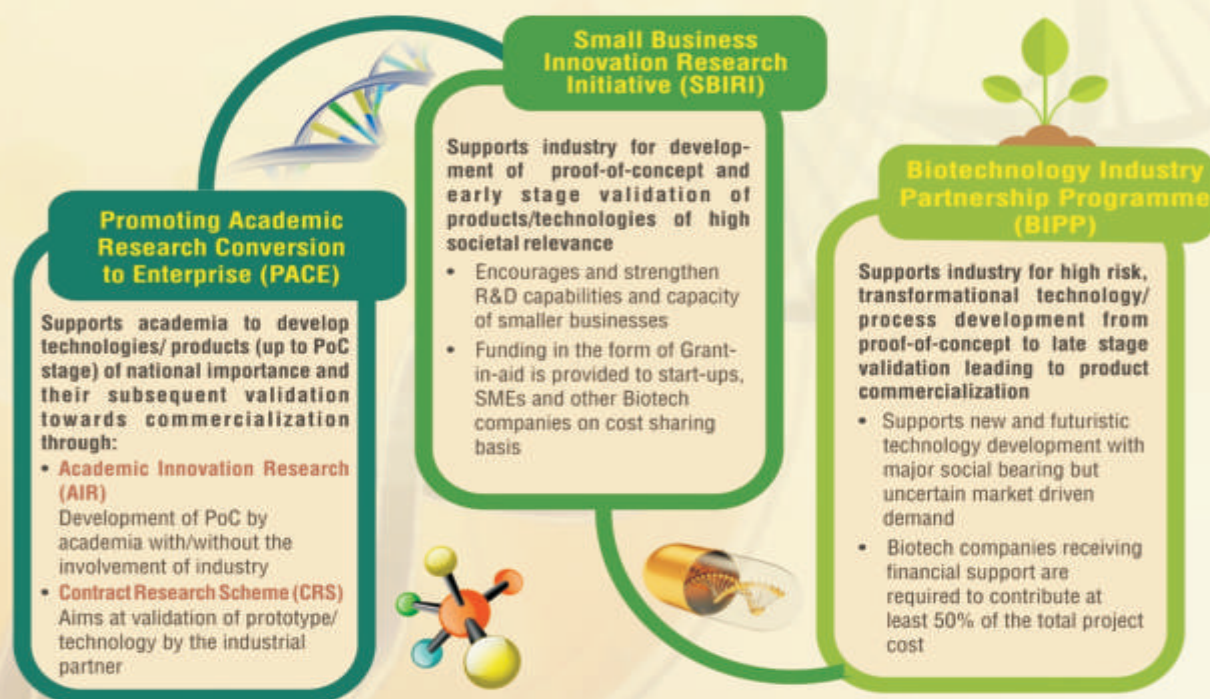 Promoting Academic
Research Conversion
to Enterprise (PACE)
Supports academia to develop
technologies/ products (up to PoC
stage) of national importance and
their subsequent validation
towards commercialization
through:
• Academic Innovation Research
(AIR)
Development of PoC by
academia with/without the
involvement of industry
• Contract Research Scheme (CRS)
Aims at validation of prototype/
technology by the industrial
partner
Small Business
Innovation Research
Initiative (SBIRI)
Supports industry for develop-
ment of proof-of-concept and
early stage validation of
products/technologies of high
societal relevance
• Encourages and strengthen
R&D capabilities and capacity
of smaller businesses
• Funding in the form of Grant-
in-aid is provided to start-ups,
SMEs and other Biotech
companies on cost sharing
basis
Biotechnology Industry
Partnership Programme
(BIPP)
Supports industry for high risk,
transformational technology/
process development from
proof-of-concept to late stage
validation leading to product
commercialization
• Supports new and futuristic
technology development with
major social bearing but
uncertain market driven
demand
• Biotech companies receiving
financial support are
required to contribute at
least 50% of the total project
cost